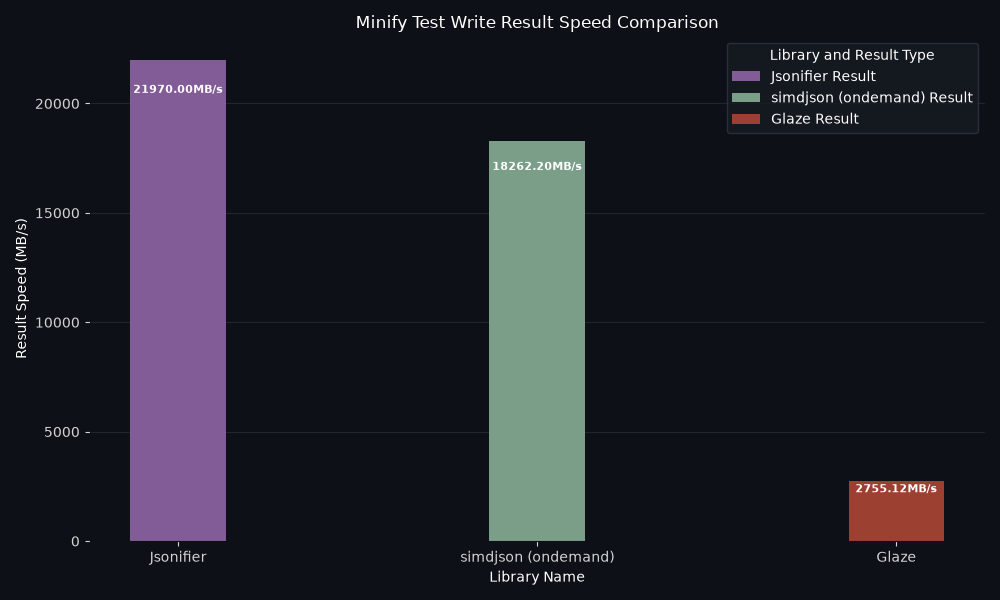 Minify Test Write Result Speed Comparison
Library and Result Type
Jsonifier Result
simdjson (ondemand) Result
Glaze Result
Result Speed (MB/s)
20000
15000
10000
5000
0
21970.00MB/s
18262.20MB/s
2755.12MB/s
Jsonifier
simdjson (ondemand)
Glaze
Library Name